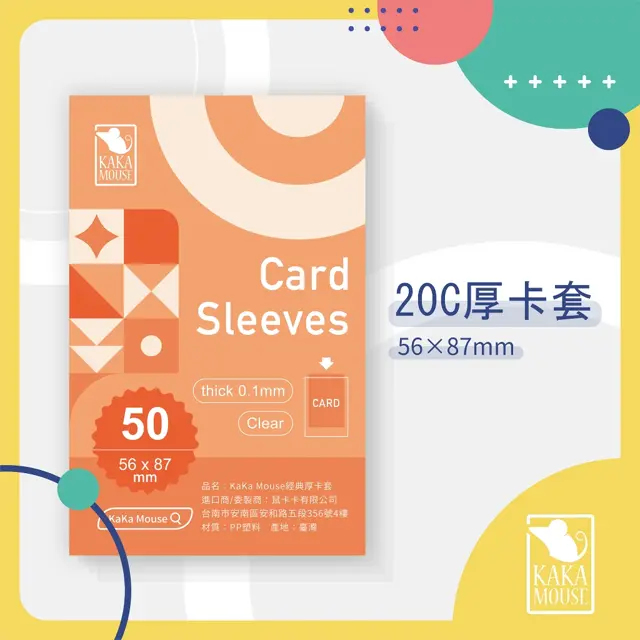 KAKA
MOUSE
Card
Sleeves
thick 0.1mm
Clear
CARD
50
56 x 87
mm
KaKa Mouse
品名：KaKa Mouse經典厚卡套
進口商/委製商：鼠卡卡有限公司
台南市安南區安和路五段356號4樓
材質：PP塑料 產地：臺灣
20C厚卡套
56×87mm
KAKA
MOUSE